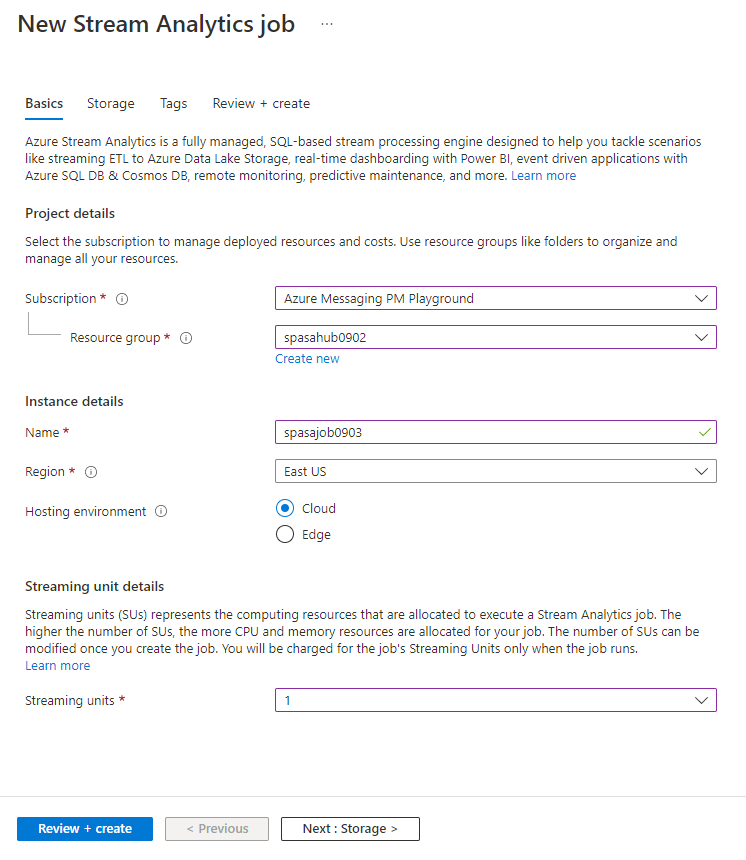 New Stream Analytics job ...
Basics Storage Tags Review + create
Azure Stream Analytics is a fully managed, SQL-based stream processing engine designed to help you tackle scenarios
like streaming ETL to Azure Data Lake Storage, real-time dashboarding with Power BI, event driven applications with
Azure SQL DB & Cosmos DB, remote monitoring, predictive maintenance, and more. Learn more
Project details
Select the subscription to manage deployed resources and costs. Use resource groups like folders to organize and
manage all your resources.
Subscription * Azure Messaging PM Playground
Resource group * spasahub0902
Create new
Instance details
Name * spasajob0903
Region * East US
Hosting environment Cloud
Edge
Streaming unit details
Streaming units (SUs) represents the computing resources that are allocated to execute a Stream Analytics job. The
higher the number of SUs, the more CPU and memory resources are allocated for your job. The number of SUs can be
modified once you create the job. You will be charged for the job's Streaming Units only when the job runs.
Learn more
Streaming units * 1
Review + create < Previous Next : Storage >